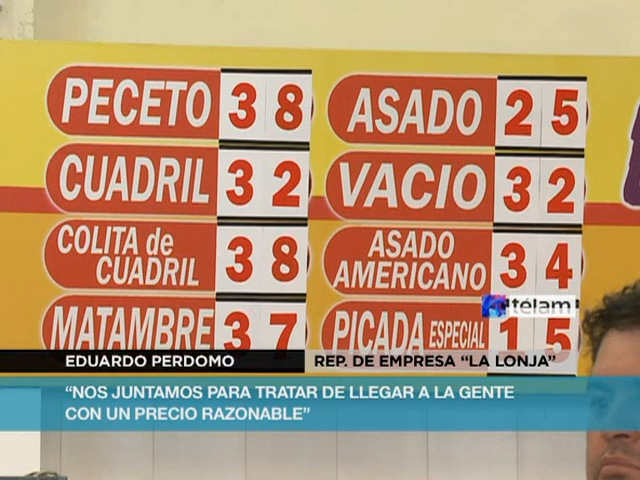 PECETO 38
CUADRIL 32
COLITA de
CUADRIL 38
MATAMBRE 37
ASADO 25
VACIO 32
ASADO
AMERICANO 34
PICADA ESPECIAL 15
télam
EDUARDO PERDOMO
REP. DE EMPRESA “LA LONJA”
“NOS JUNTAMOS PARA TRATAR DE LLEGAR A LA GENTE
CON UN PRECIO RAZONABLE”